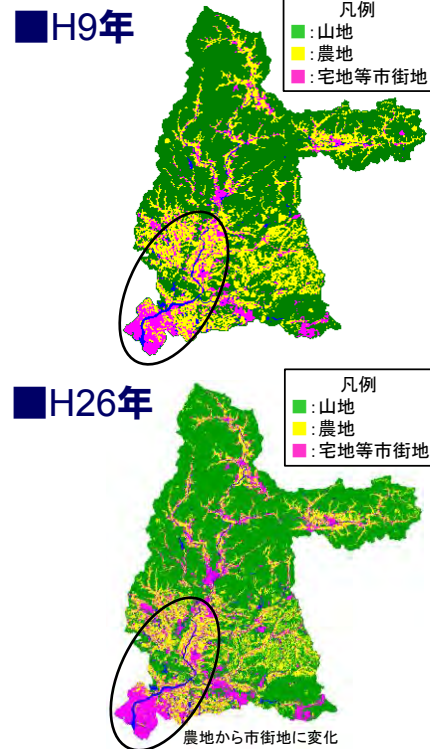 ■H9年
凡例
■:山地
■:農地
■:宅地等市街地
■H26年
凡例
■:山地
■:農地
■:宅地等市街地
農地から市街地に変化